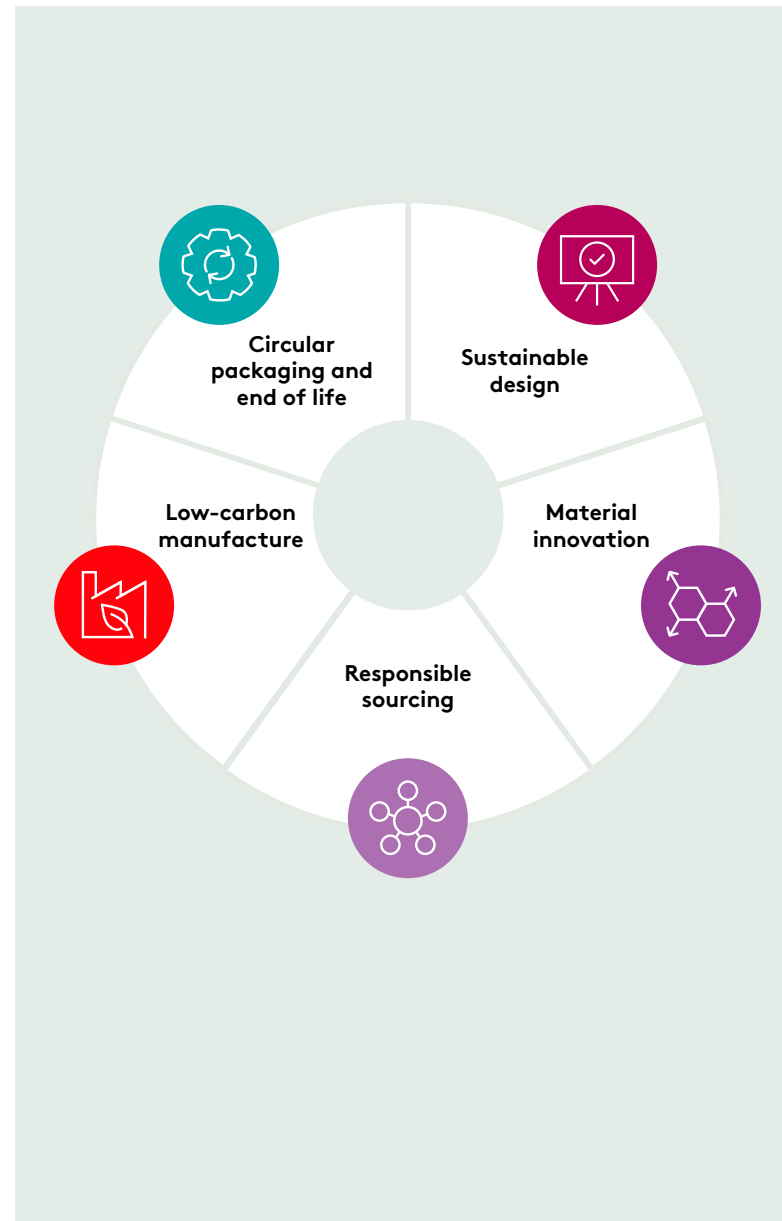 Circular
packaging and
end of life
Sustainable
design
Low-carbon
manufacture
Material
innovation
Responsible
sourcing